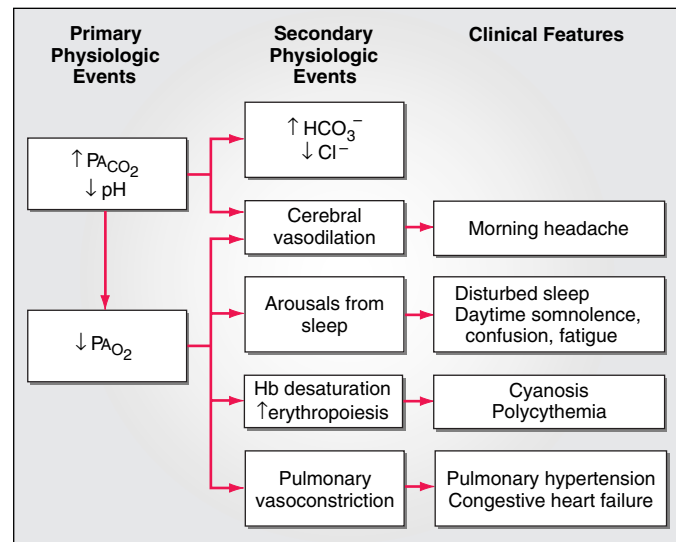 Primary
Physiologic
Events
Secondary
Physiologic
Events
Clinical Features
↑ PACO₂
↓ pH
↓ PAO₂
↑ HCO₃⁻
↓ Cl⁻
Cerebral
vasodilation
Morning headache
Arousals from
sleep
Disturbed sleep
Daytime somnolence,
confusion, fatigue
Hb desaturation
↑erythropoiesis
Cyanosis
Polycythemia
Pulmonary
vasoconstriction
Pulmonary hypertension
Congestive heart failure